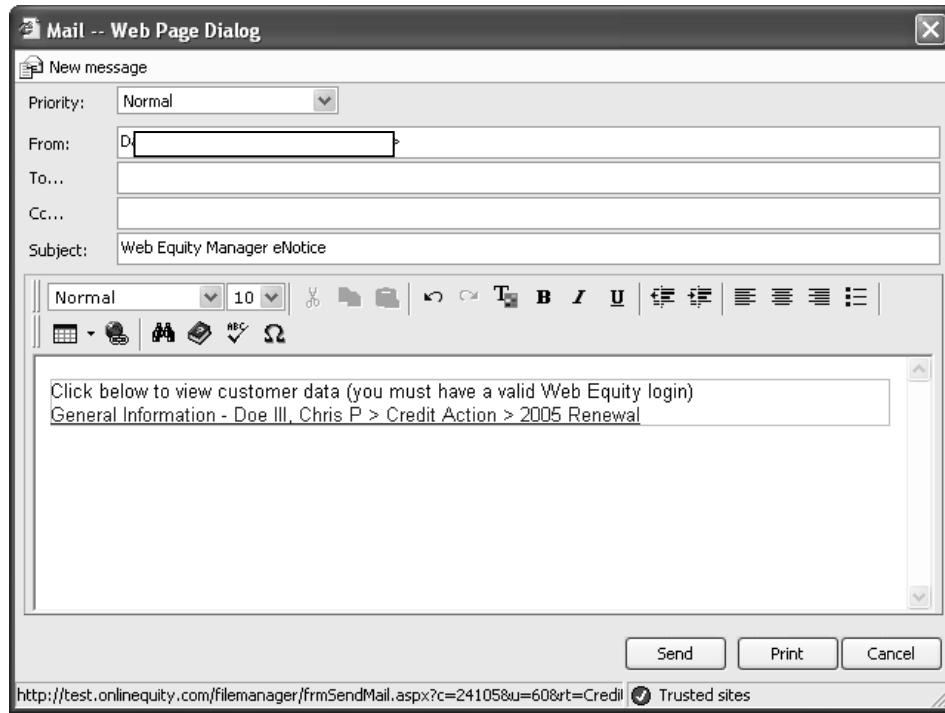 Mail -- Web Page Dialog
New message
Priority: Normal
From:
To...
Cc...
Subject: Web Equity Manager eNotice
Normal 10 T B I U
ABC Ω
Click below to view customer data (you must have a valid Web Equity login)
General Information - Doe III, Chris P > Credit Action > 2005 Renewal
Send Print Cancel
http://test.onlinequity.com/filemanager/frmSendMail.aspx?c=24105&u=60&rt=Credi Trusted sites